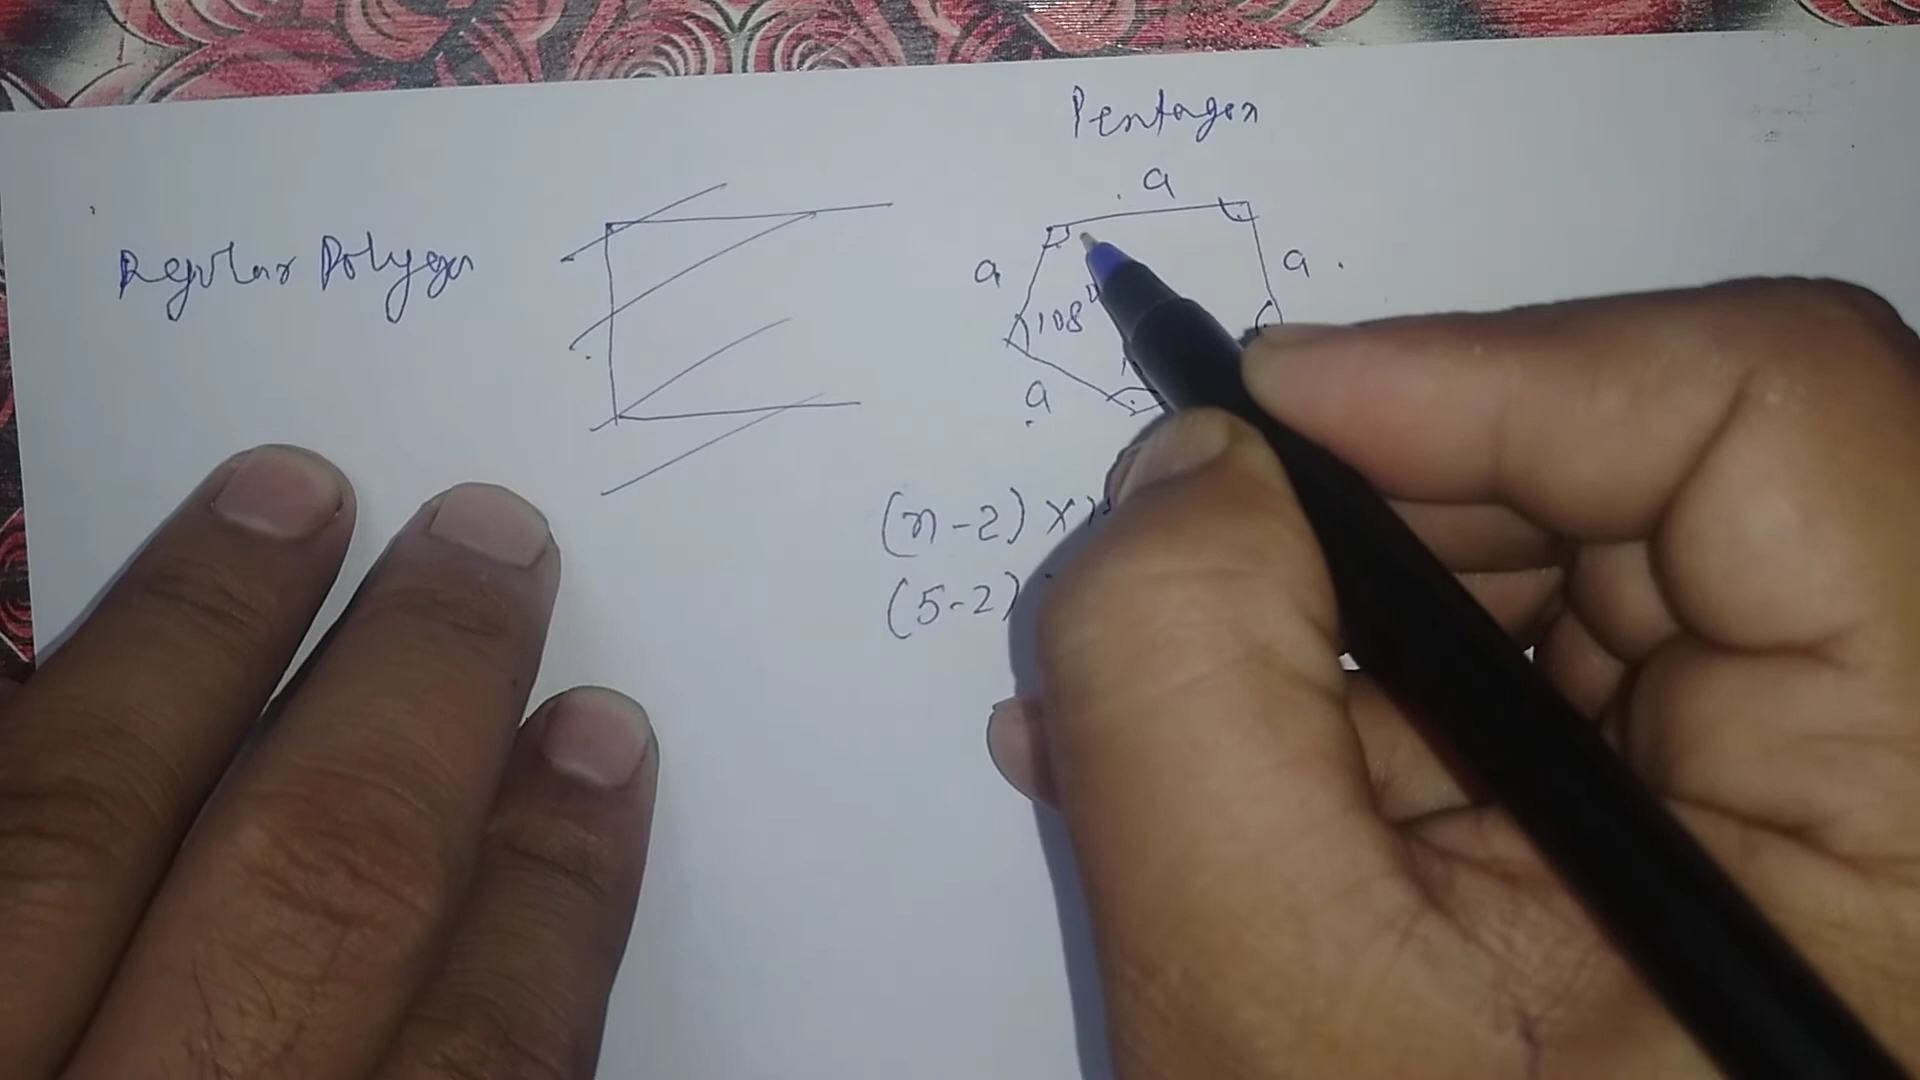 Pentagon
a
Regular Polygon
a
a
108
a
(n-2) ×
(5-2)